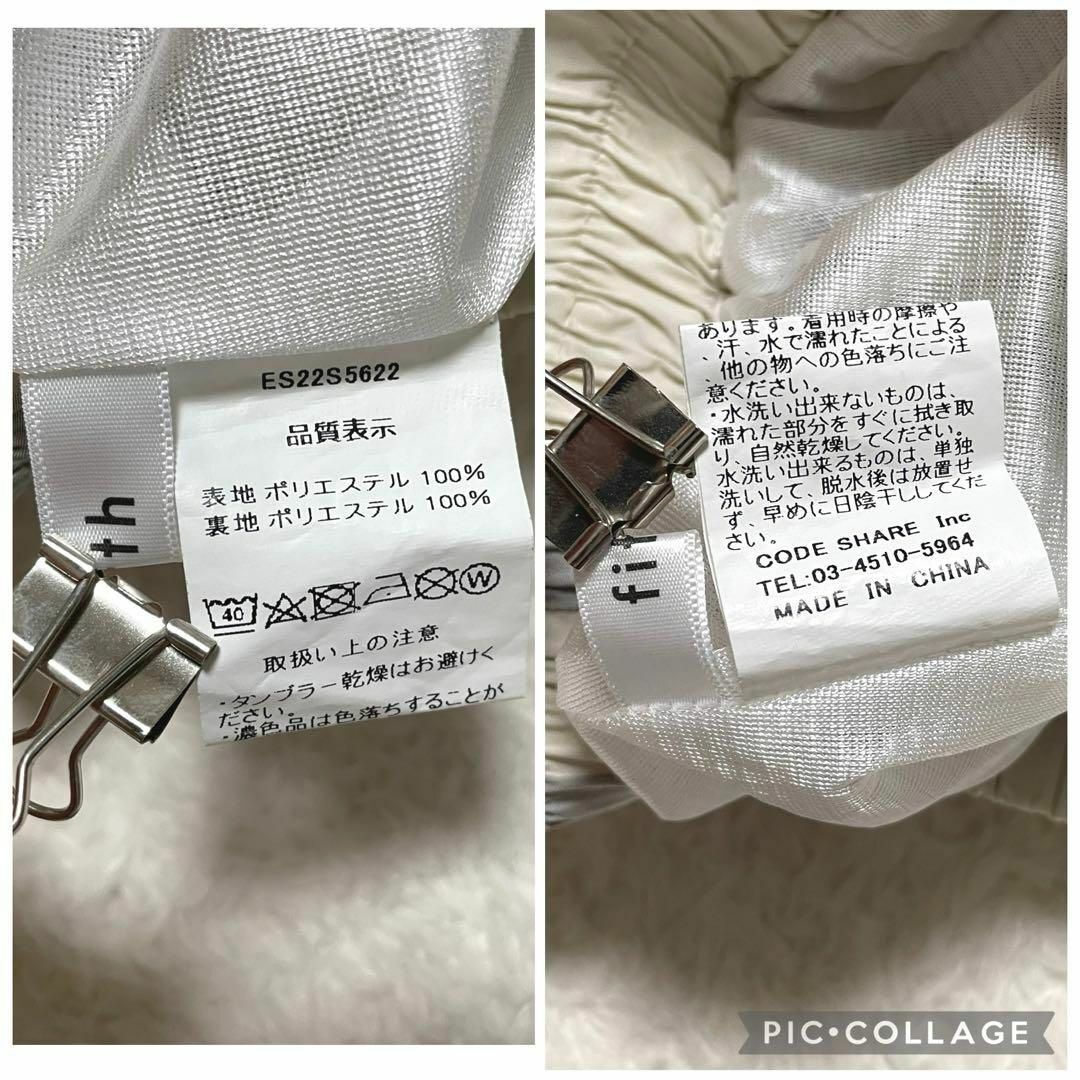 ES22S5622
品質表示
表地 ポリエステル 100%
裏地 ポリエステル 100%
40
W
取扱い上の注意
・タンブラー乾燥はお避けく
ださい。
・濃色品は色落ちすることが
th
あります。着用時の摩擦や
、汗、水で濡れたことによる
、他の物への色落ちにご注
意ください。
・水洗い出来ないものは、
濡れた部分をすぐに拭き取
り、自然乾燥してください。
水洗い出来るものは、単独
洗いして、脱水後は放置せ
ず、早めに日陰干ししてくだ
さい。
CODE SHARE Inc
TEL:03-4510-5964
MADE IN CHINA
PIC•COLLAGE